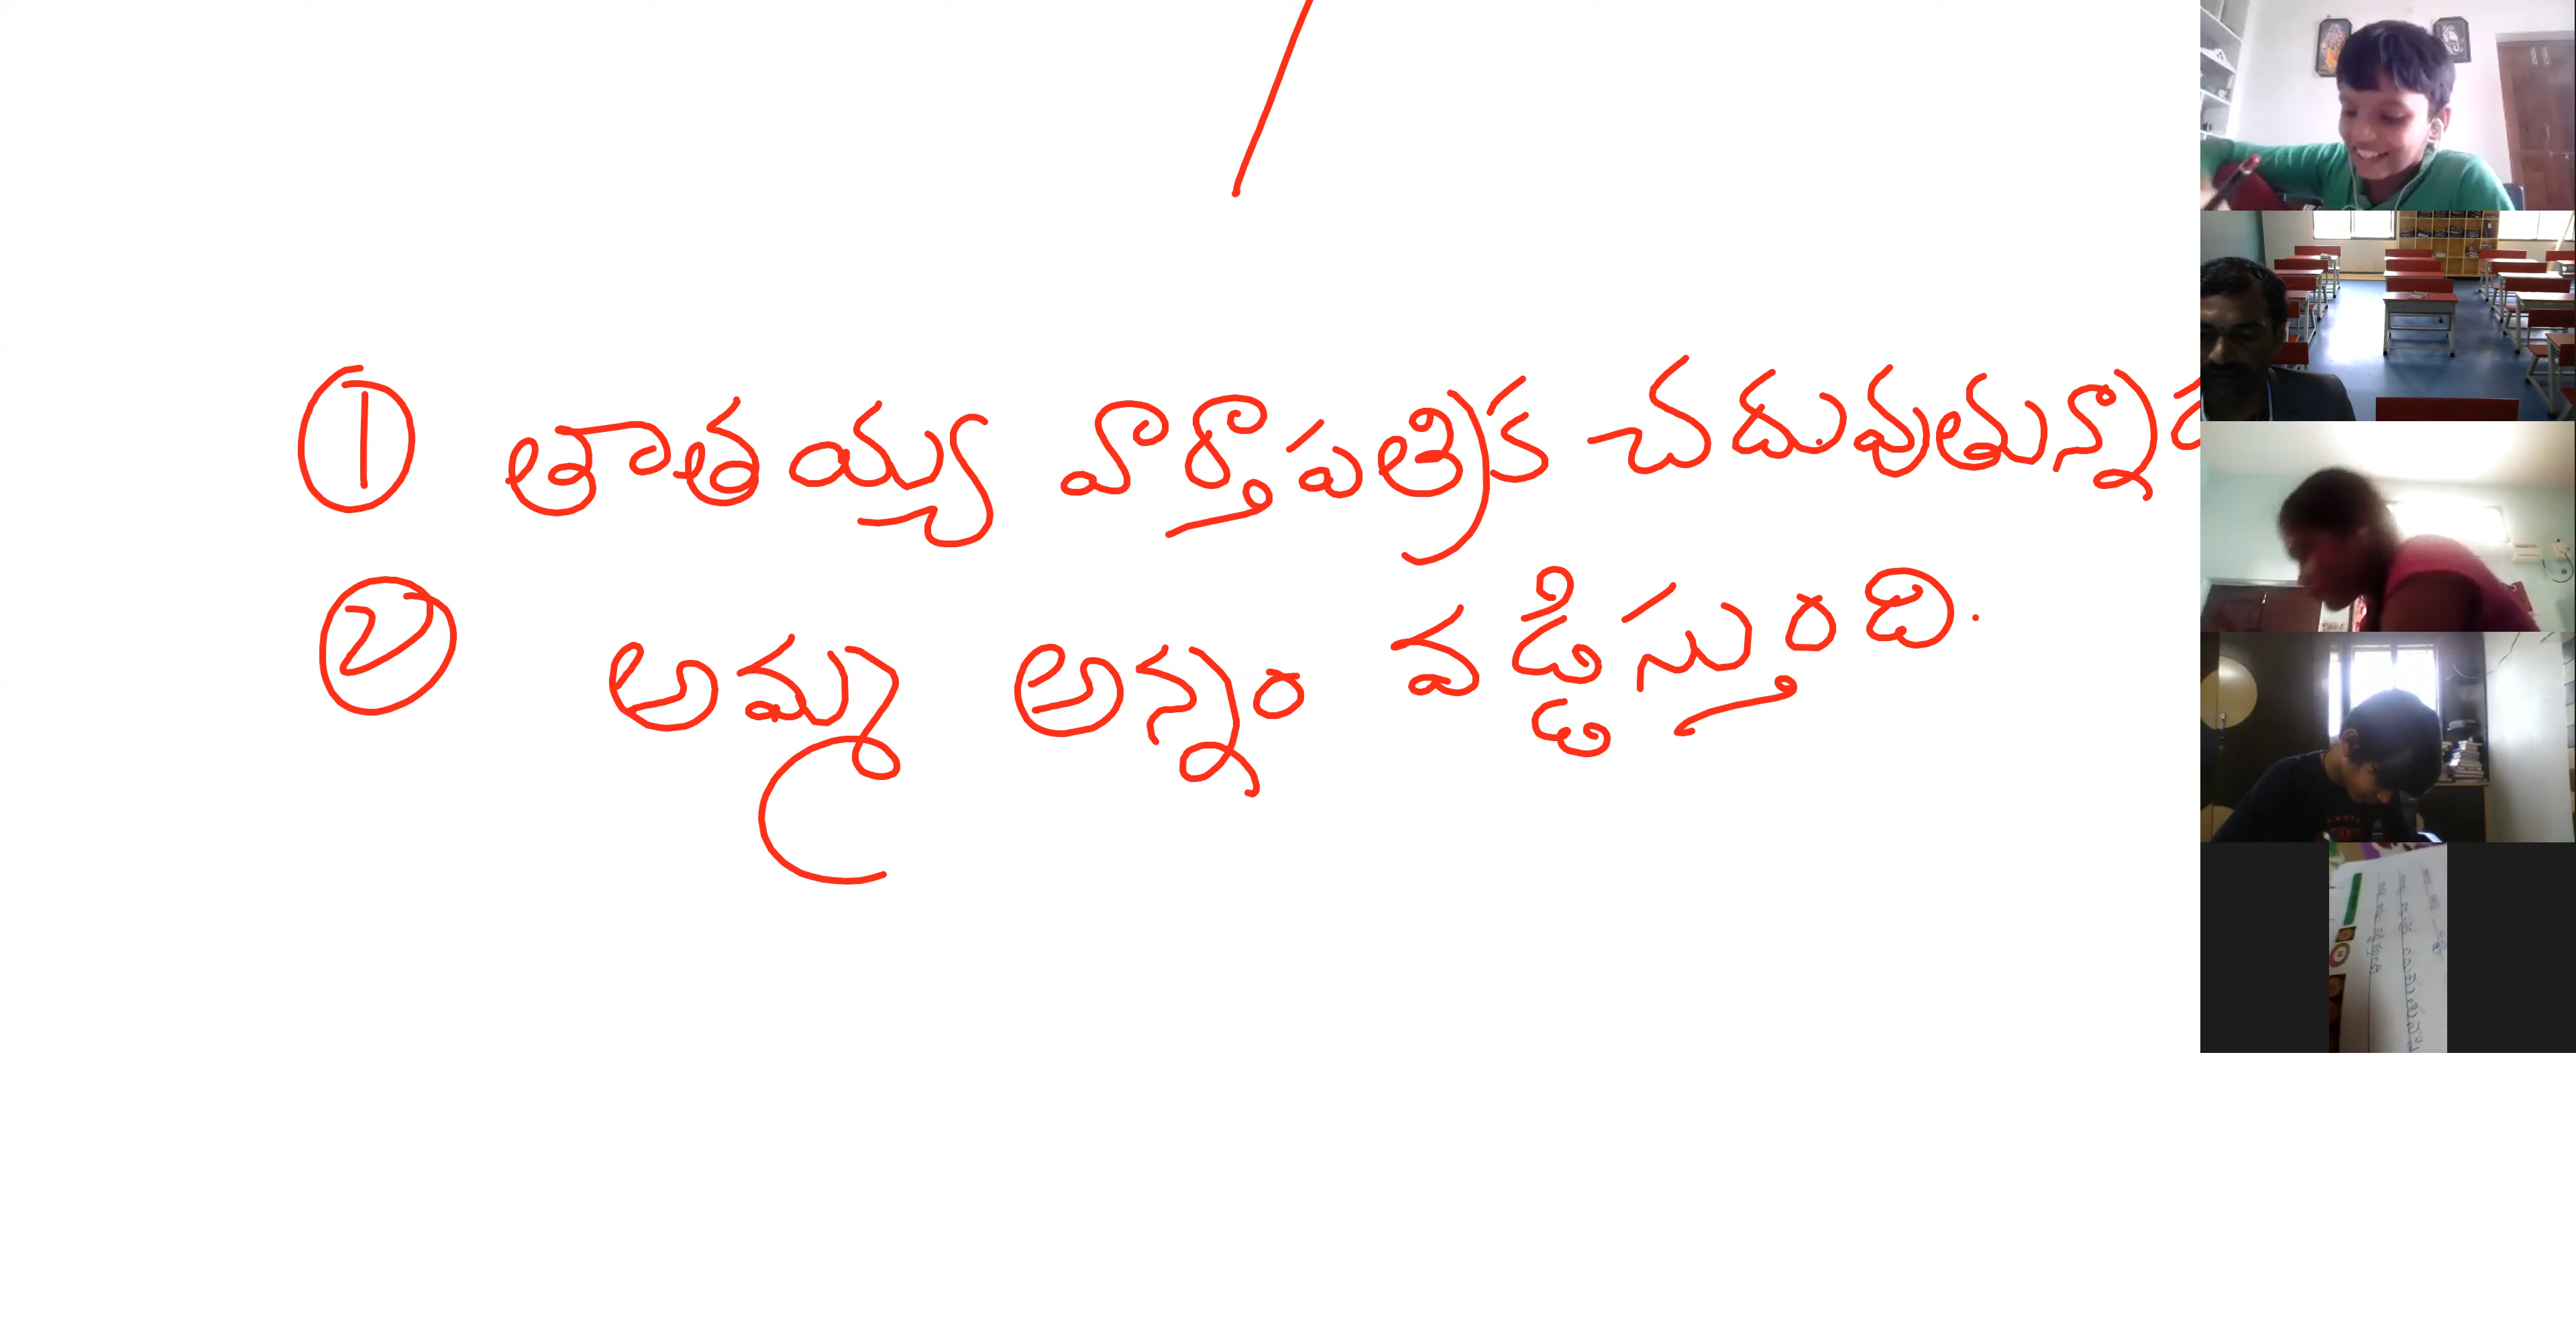 ① తాతయ్య వార్తాపత్రిక చదువుతున్నా
② అమ్మ అన్నం వడ్డిస్తుంది.